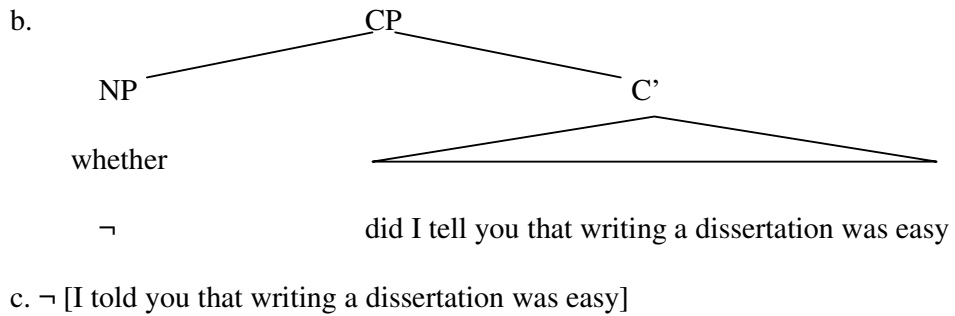 b. CP
NP C’
whether
¬ did I tell you that writing a dissertation was easy
c. ¬ [I told you that writing a dissertation was easy]